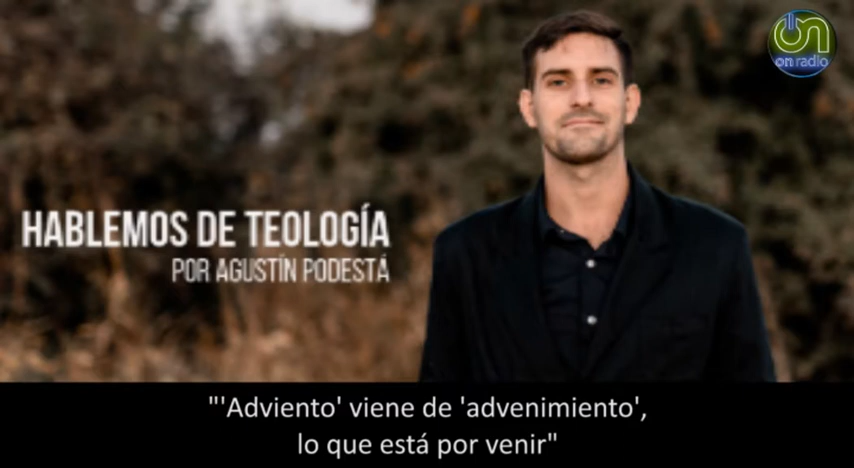 on radio
HABLEMOS DE TEOLOGÍA
POR AGUSTÍN PODESTÁ
"'Adviento' viene de 'advenimiento',
lo que está por venir"